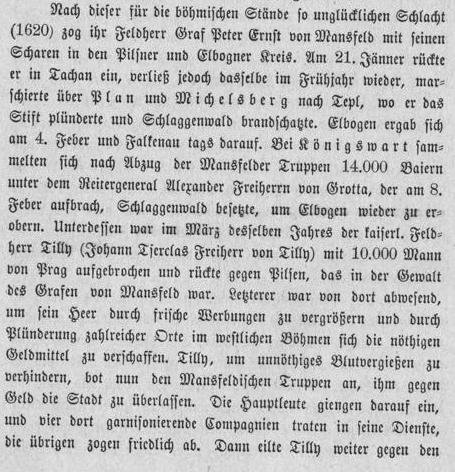 Nach dieser für die böhmischen Stände so unglücklichen Schlacht
(1620) zog ihr Feldherr Graf Peter Ernst von Mansfeld mit seinen
Scharen in den Pilsner und Elbogner Kreis. Am 21. Jänner rückte
er in Tachan ein, verließ jedoch dasselbe im Frühjahr wieder, mar-
schierte über Plan und Michelsberg nach Tepl, wo er das
Stift plünderte und Schlaggenwald brandschatzte. Elbogen ergab sich
am 4. Feber und Falkenau tags darauf. Bei Königswart sam-
melten sich nach Abzug der Mansfelder Truppen 14.000 Baiern
unter dem Reitergeneral Alexander Freiherrn von Grotta, der am 8.
Feber aufbrach, Schlaggenwald besetzte, um Elbogen wieder zu er-
obern. Unterdessen war im März desselben Jahres der kaiserl. Feld-
herr Tilly (Johann Tserclas Freiherr von Tilly) mit 10.000 Mann
von Prag aufgebrochen und rückte gegen Pilsen, das in der Gewalt
des Grafen von Mansfeld war. Letzterer war von dort abwesend,
um sein Heer durch frische Werbungen zu vergrößern und durch
Plünderung zahlreicher Orte im westlichen Böhmen sich die nöthigen
Geldmittel zu verschaffen. Tilly, um unnöthiges Blutvergießen zu
verhindern, bot nun den Mansfeldischen Truppen an, ihm gegen
Geld die Stadt zu überlassen. Die Hauptleute giengen darauf ein,
und vier dort garnisonierende Compagnien traten in seine Dienste,
die übrigen zogen friedlich ab. Dann eilte Tilly weiter gegen den